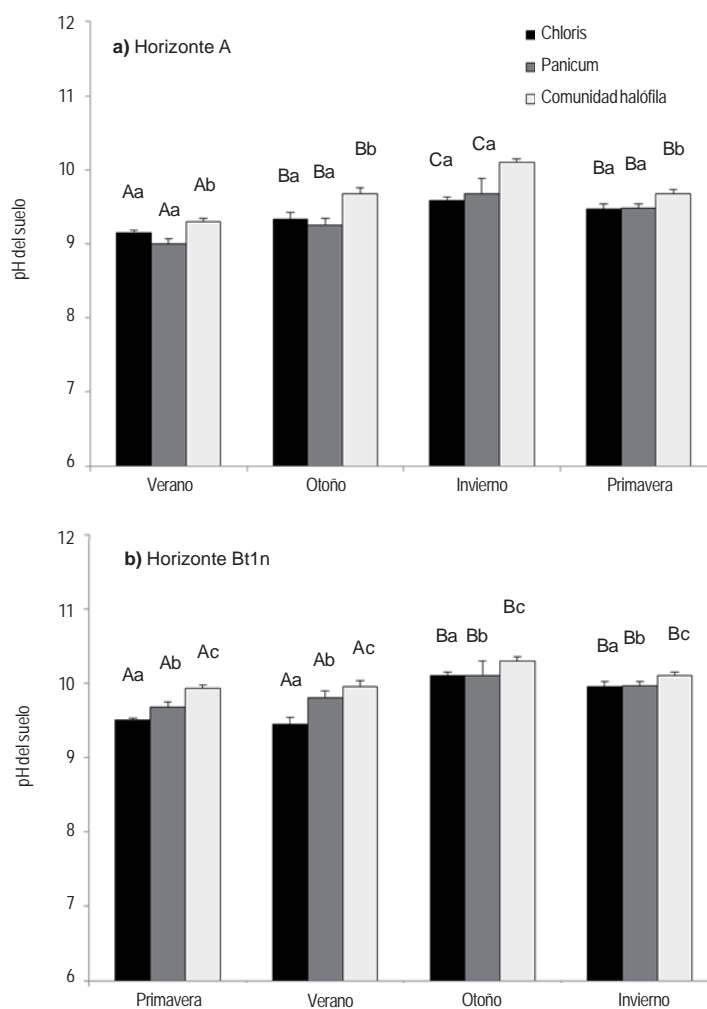 12
a) Horizonte A
Chloris
Panicum
Comunidad halófila
11
10
9
8
7
6
pH del suelo
Aa Aa Ab
Ba Ba Bb
Ca Ca
Ba Ba Bb
Verano Otoño Invierno Primavera
12
b) Horizonte Bt1n
11
10
9
8
7
6
pH del suelo
Aa Ab Ac
Aa Ab Ac
Ba Bb Bc
Ba Bb Bc
Primavera Verano Otoño Invierno